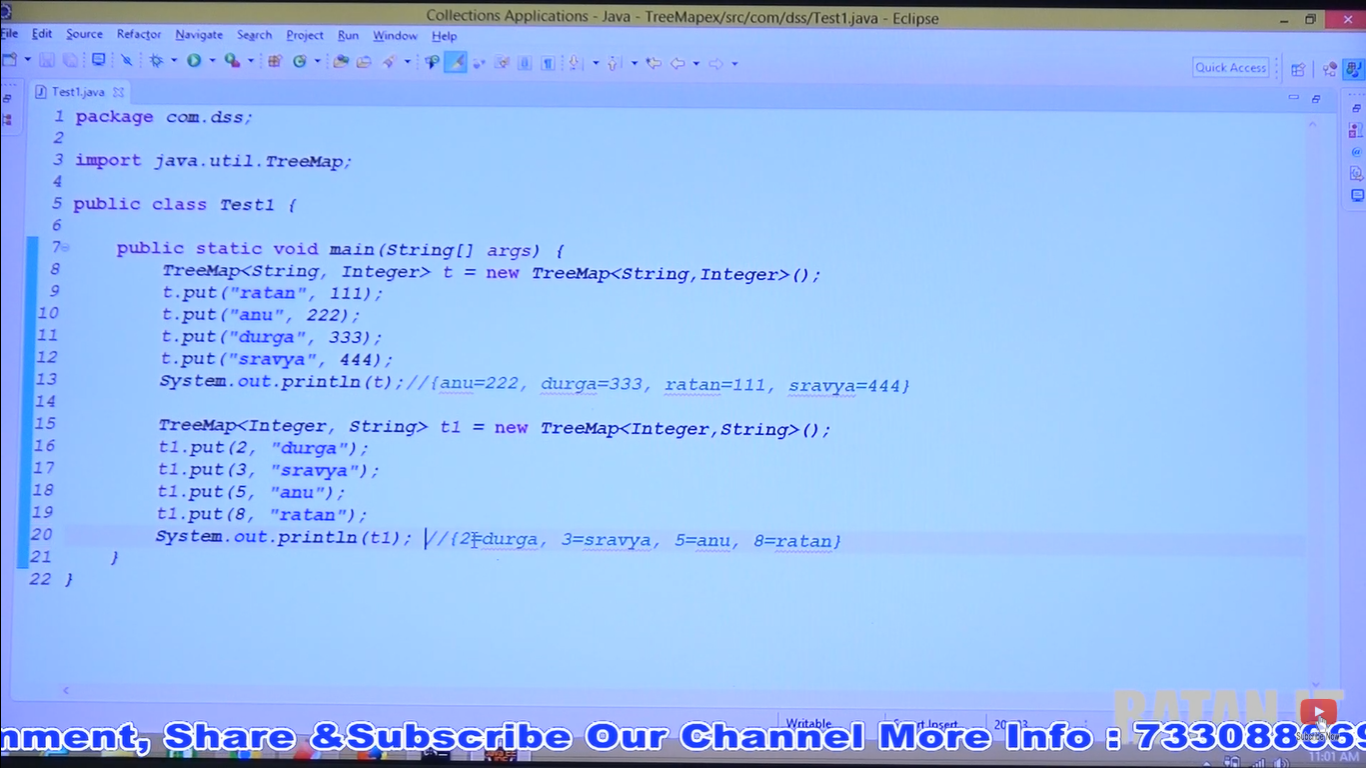 Collections Applications - Java - TreeMapex/src/com/dss/Test1.java - Eclipse
File Edit Source Refactor Navigate Search Project Run Window Help
Quick Access
Test1.java
1 package com.dss;
2
3 import java.util.TreeMap;
4
5 public class Test1 {
6
7 public static void main(String[] args) {
8 TreeMap<String, Integer> t = new TreeMap<String,Integer>();
9 t.put("ratan", 111);
10 t.put("anu", 222);
11 t.put("durga", 333);
12 t.put("sravya", 444);
13 System.out.println(t);//{anu=222, durga=333, ratan=111, sravya=444}
14
15 TreeMap<Integer, String> t1 = new TreeMap<Integer,String>();
16 t1.put(2, "durga");
17 t1.put(3, "sravya");
18 t1.put(5, "anu");
19 t1.put(8, "ratan");
20 System.out.println(t1); //{2=durga, 3=sravya, 5=anu, 8=ratan}
21 }
22 }
RATAN IT
Writable
Insert
Subscribe Now
nment, Share &Subscribe Our Channel More Info :
11:01 AM